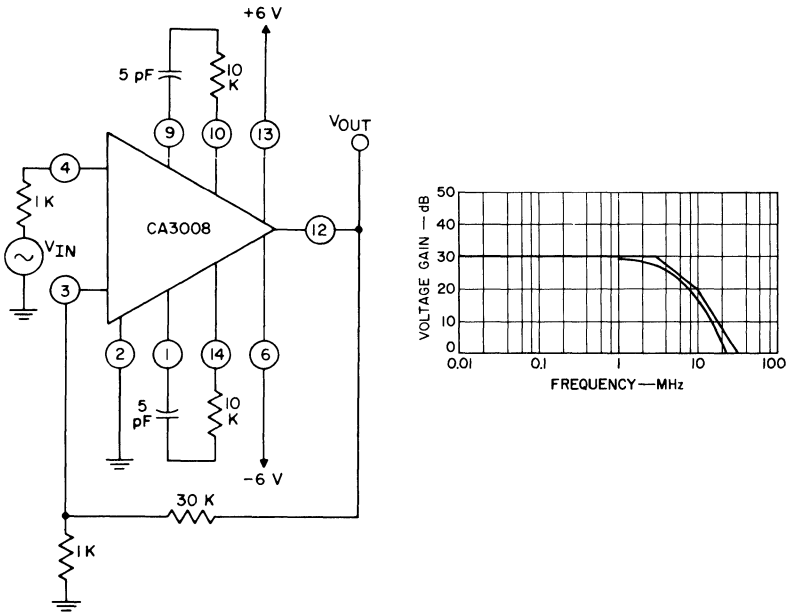 +6 V
5 pF
10
K
9
10
13
VOUT
4
1K
CA3008
12
VIN
3
2
1
14
6
5
pF
10
K
-6 V
30 K
1K
VOLTAGE GAIN — dB
50
40
30
20
10
0
0.01
0.1
1
10
100
FREQUENCY—MHz